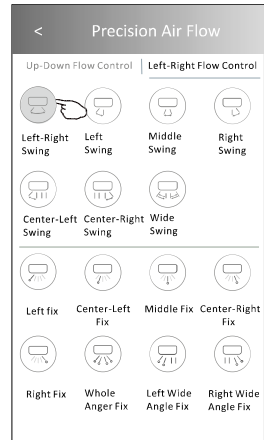 < Precision Air Flow
Up-Down Flow Control Left-Right Flow Control
Left-Right Left Middle Right
Swing Swing Swing Swing
Center-Left Center-Right Wide
Swing Swing Swing
Left fix Center-Left Middle Fix Center-Right
Fix Fix
Right Fix Whole Left Wide Right Wide
Anger Fix Angle Fix Angle Fix